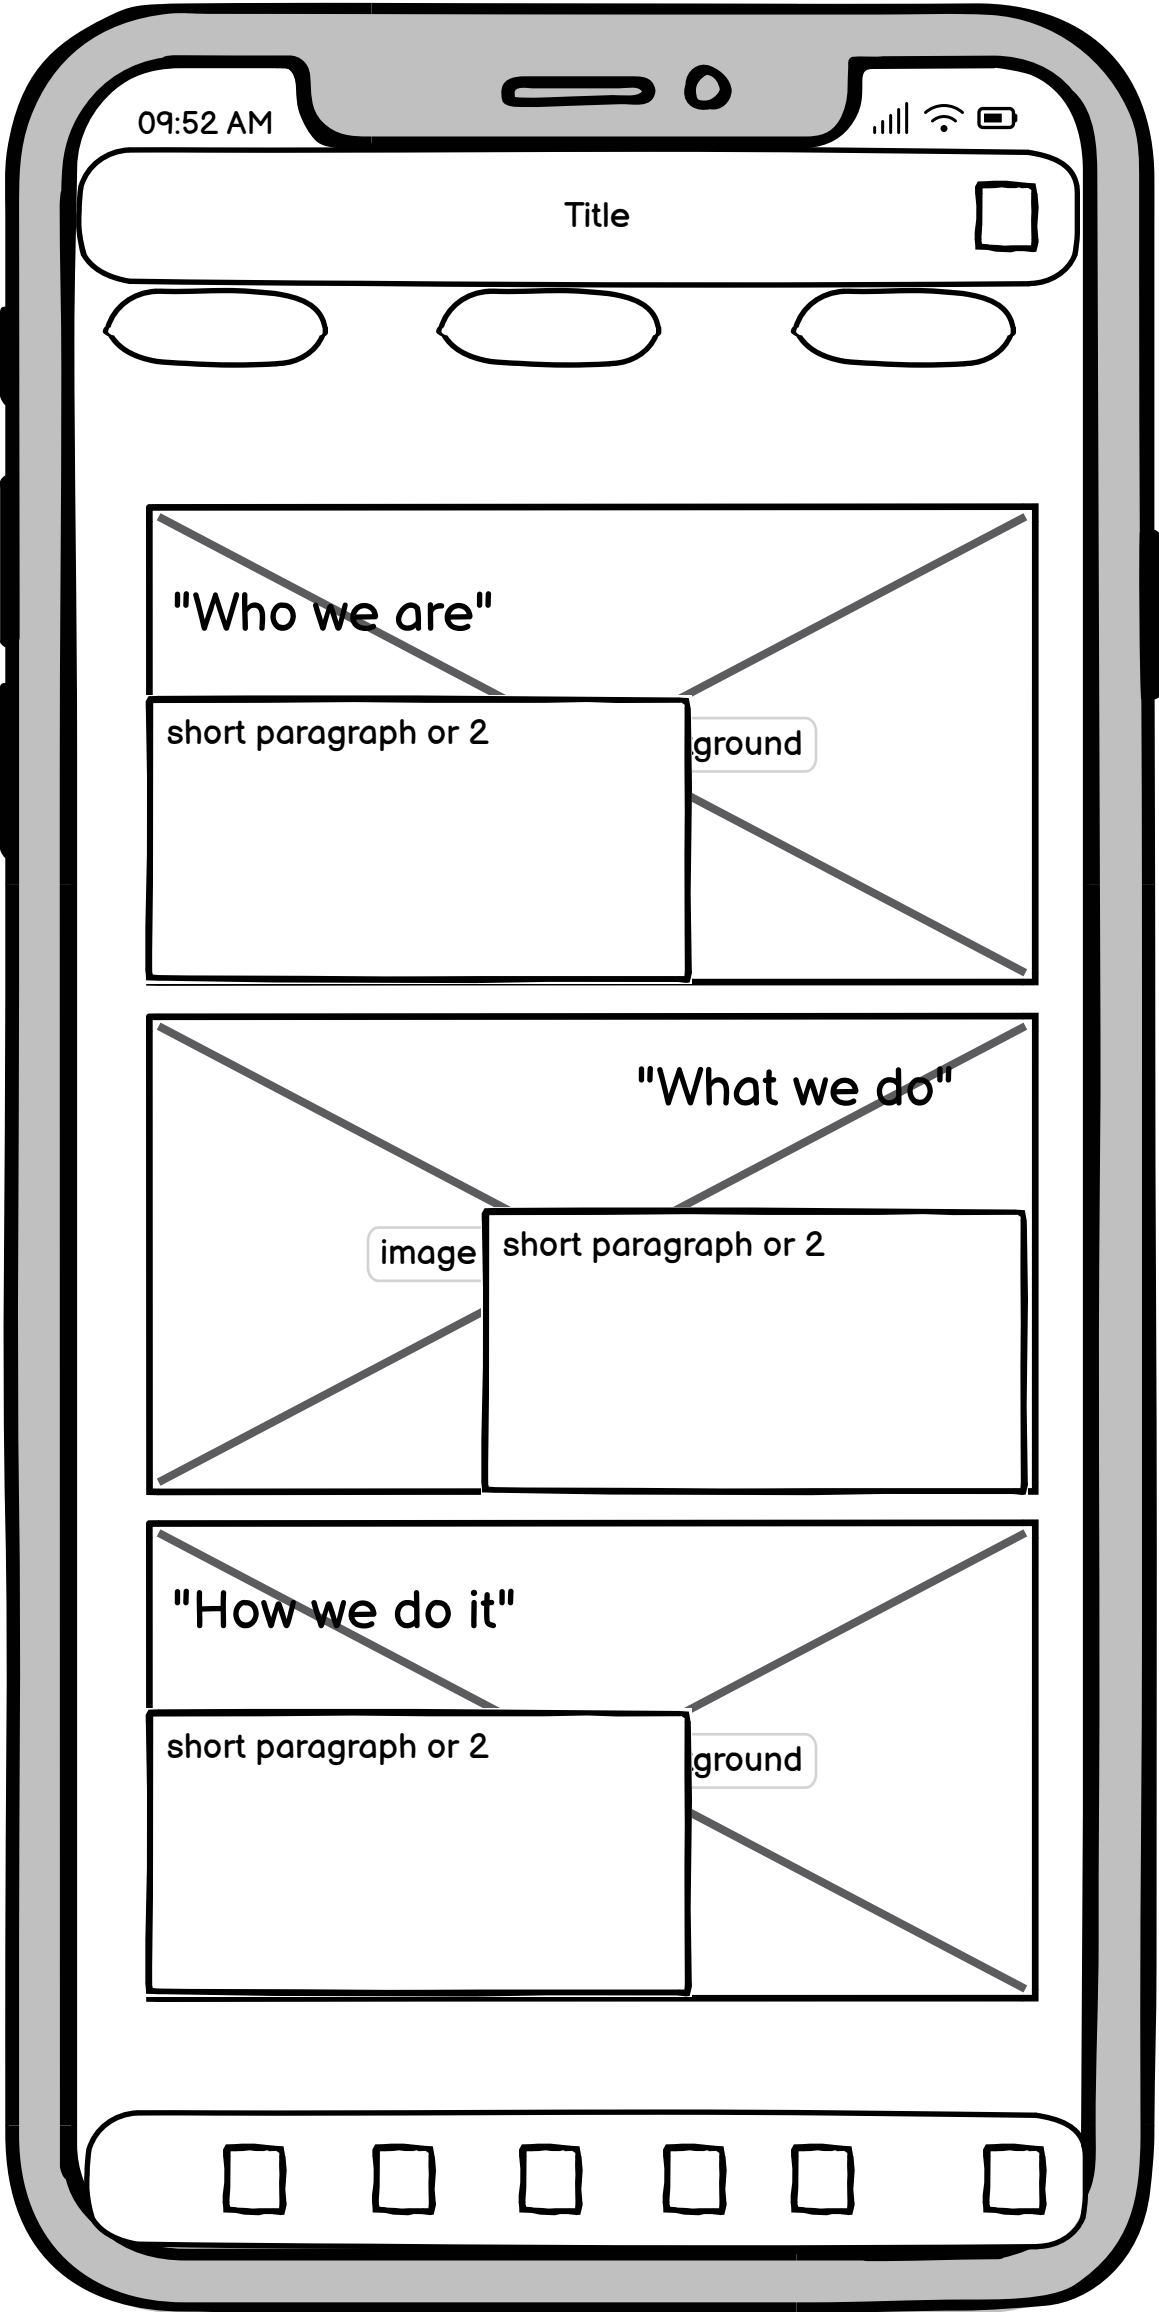 09:52 AM
Title
"Who we are"
short paragraph or 2
ground
"What we do"
image
short paragraph or 2
"How we do it"
short paragraph or 2
ground